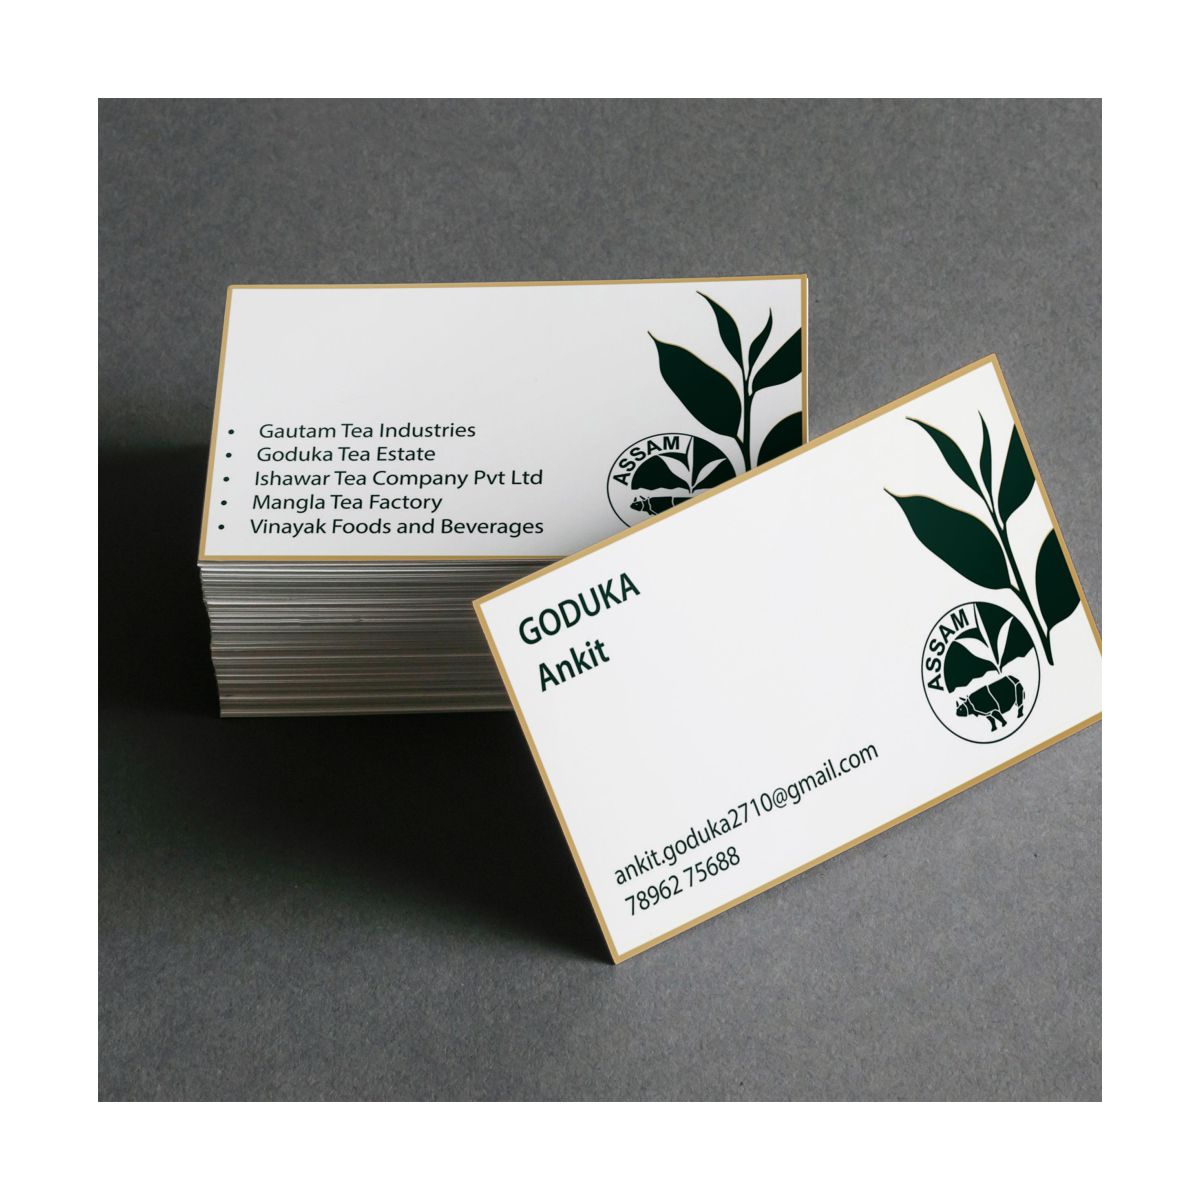 • Gautam Tea Industries
• Goduka Tea Estate
• Ishawar Tea Company Pvt Ltd
• Mangla Tea Factory
• Vinayak Foods and Beverages
ASSAM
GODUKA
Ankit
ASSAM
ankit.goduka2710@gmail.com
78962 75688